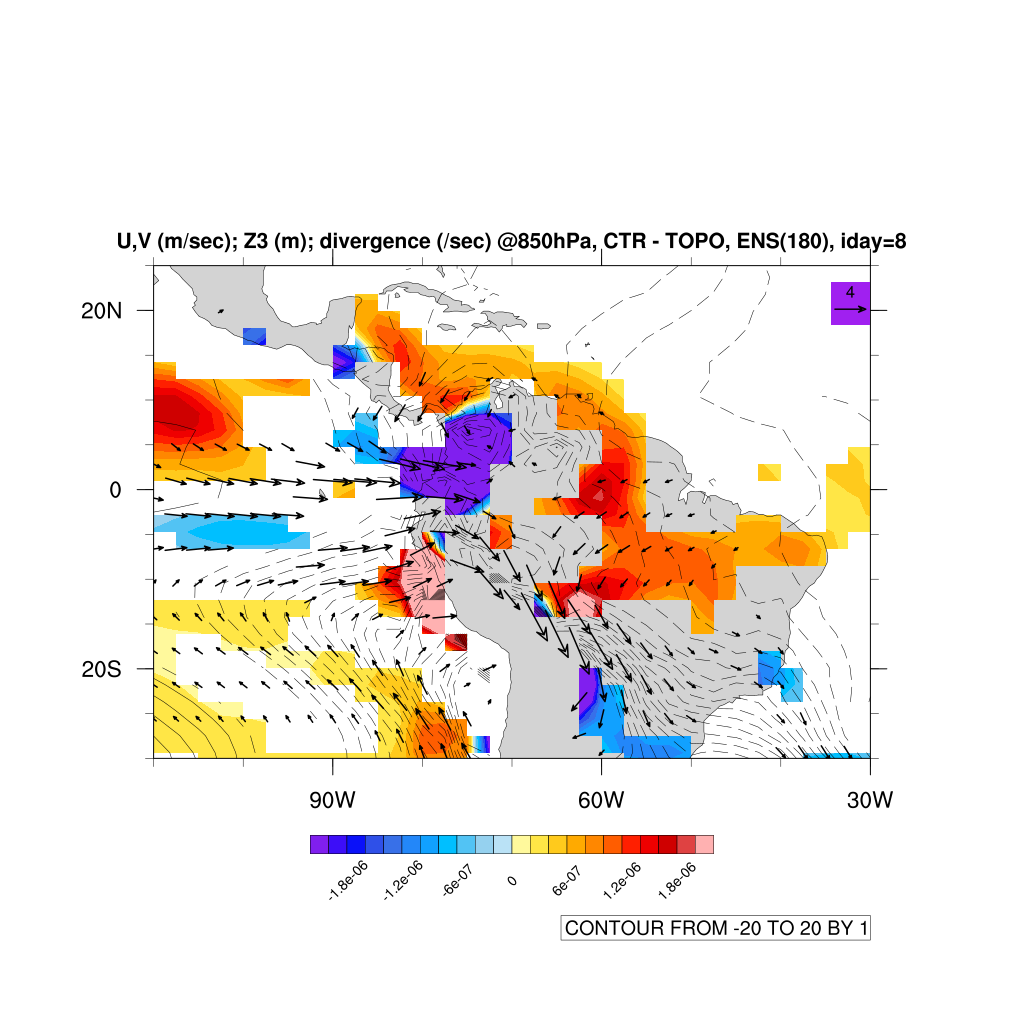 U,V (m/sec); Z3 (m); divergence (/sec) @850hPa, CTR - TOPO, ENS(180), iday=8
4
20N
0
20S
90W
60W
30W
-1.8e-06
-1.2e-06
-6e-07
0
6e-07
1.2e-06
1.8e-06
CONTOUR FROM -20 TO 20 BY 1